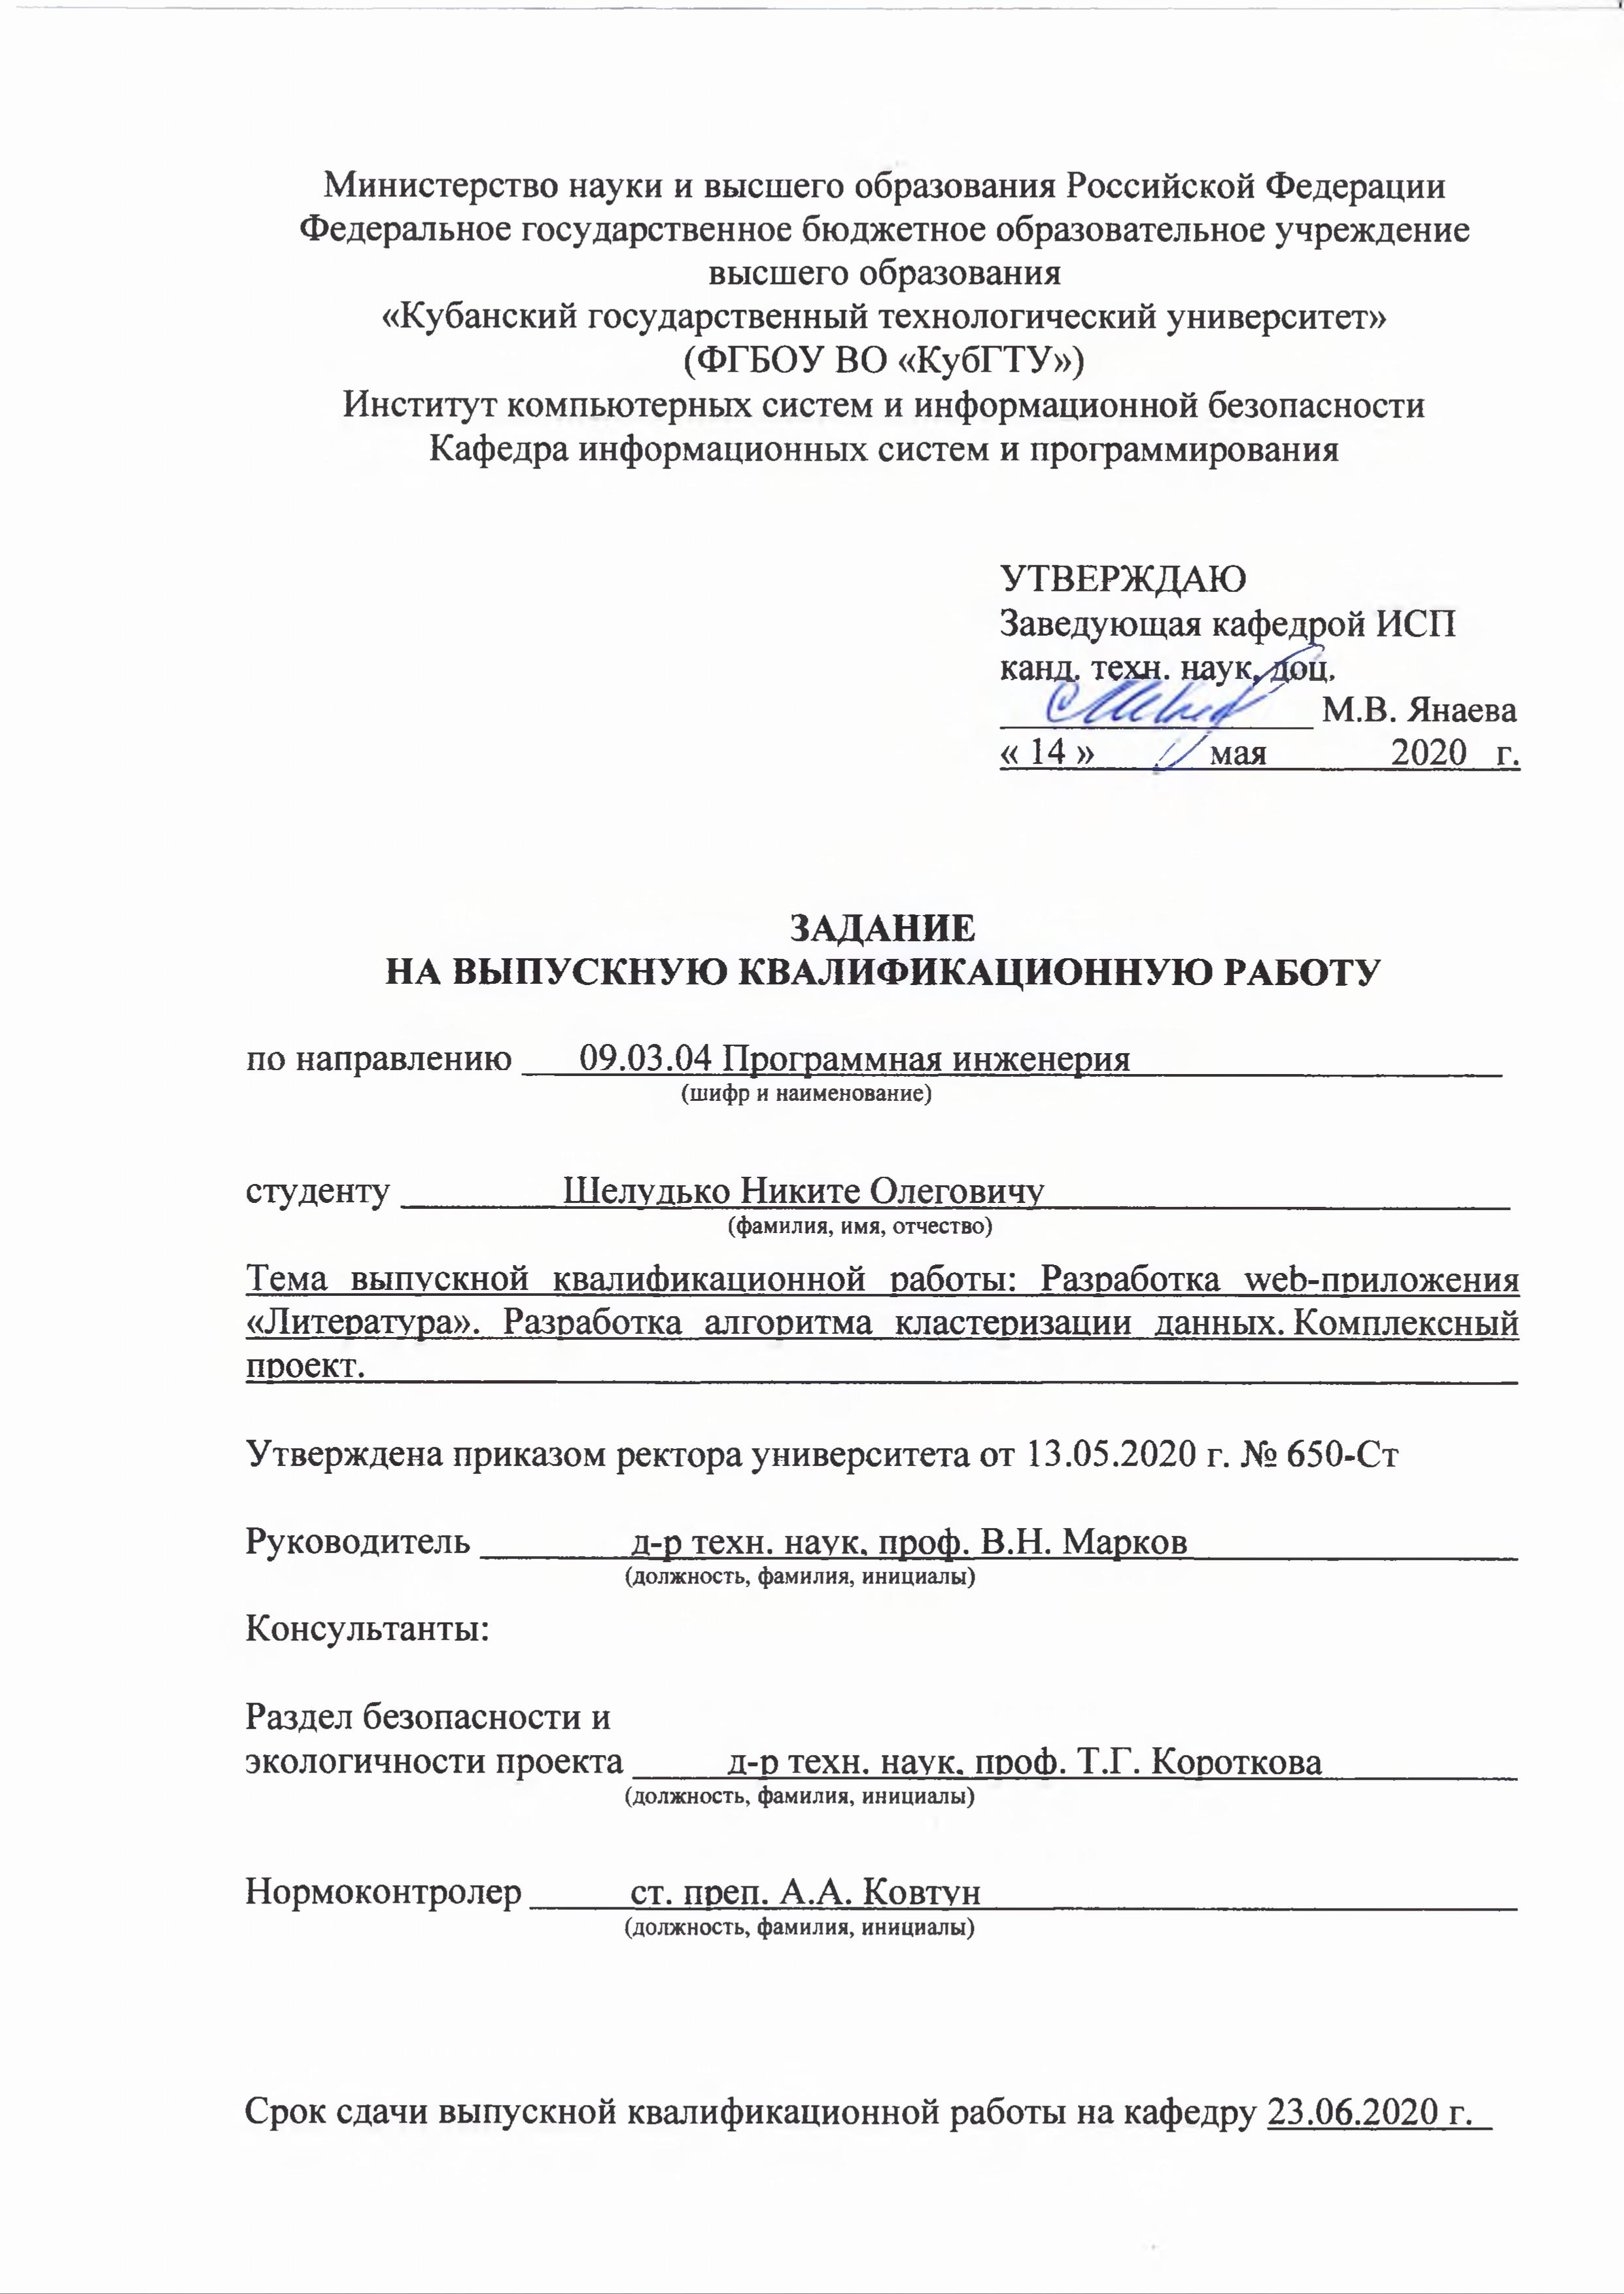 Министерство науки и высшего образования Российской Федерации
Федеральное государственное бюджетное образовательное учреждение
высшего образования
«Кубанский государственный технологический университет»
(ФГБОУ ВО «КубГТУ»)
Институт компьютерных систем и информационной безопасности
Кафедра информационных систем и программирования
УТВЕРЖДАЮ
Заведующая кафедрой ИСП
канд. техн. наук, доц.
М.В. Янаева
« 14 » мая 2020 г.
ЗАДАНИЕ
НА ВЫПУСКНУЮ КВАЛИФИКАЦИОННУЮ РАБОТУ
по направлению 09.03.04 Программная инженерия
(шифр и наименование)
студенту Шелудько Никите Олеговичу
(фамилия, имя, отчество)
Тема выпускной квалификационной работы: Разработка web-приложения
«Литература». Разработка алгоритма кластеризации данных. Комплексный
проект.
Утверждена приказом ректора университета от 13.05.2020 г. № 650-Ст
Руководитель д-р техн. наук, проф. В.Н. Марков
(должность, фамилия, инициалы)
Консультанты:
Раздел безопасности и
экологичности проекта д-р техн. наук, проф. Т.Г. Короткова
(должность, фамилия, инициалы)
Нормоконтролер ст. преп. А.А. Ковтун
(должность, фамилия, инициалы)
Срок сдачи выпускной квалификационной работы на кафедру 23.06.2020 г.